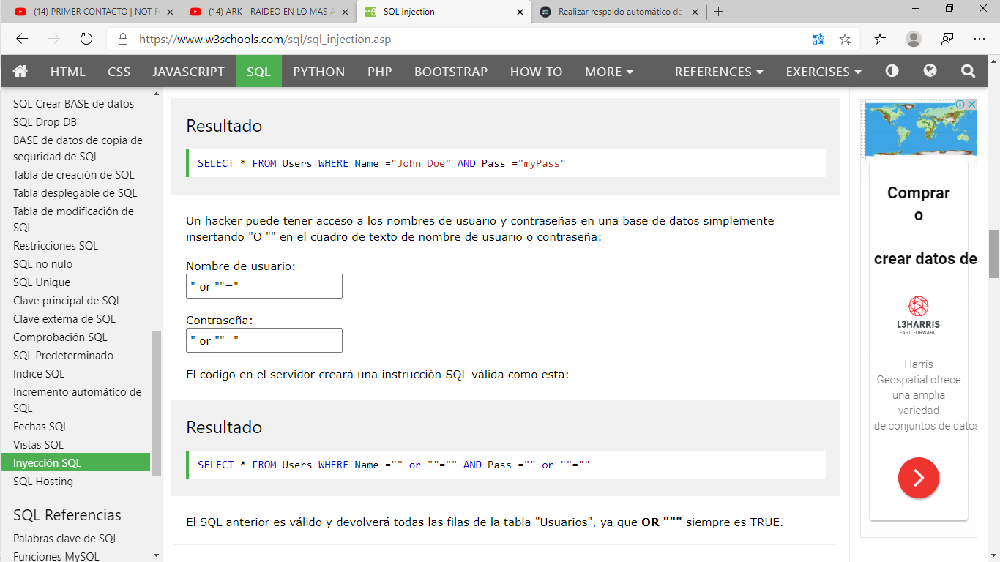 (14) PRIMER CONTACTO | NOT F
(14) ARK - RAIDEO EN LO MAS A
SQL Injection
Realizar respaldo automático de
https://www.w3schools.com/sql/sql_injection.asp
HTML CSS JAVASCRIPT SQL PYTHON PHP BOOTSTRAP HOW TO MORE REFERENCES EXERCISES
SQL Crear BASE de datos
SQL Drop DB
BASE de datos de copia de
seguridad de SQL
Tabla de creación de SQL
Tabla desplegable de SQL
Tabla de modificación de
SQL
Restricciones SQL
SQL no nulo
SQL Unique
Clave principal de SQL
Clave externa de SQL
Comprobación SQL
SQL Predeterminado
Indice SQL
Incremento automático de
SQL
Fechas SQL
Vistas SQL
Inyección SQL
SQL Hosting
SQL Referencias
Palabras clave de SQL
Funciones MySQL
Resultado
SELECT * FROM Users WHERE Name ="John Doe" AND Pass ="myPass"
Un hacker puede tener acceso a los nombres de usuario y contraseñas en una base de datos simplemente
insertando "O "" en el cuadro de texto de nombre de usuario o contraseña:
Nombre de usuario:
" or ""="
Contraseña:
" or ""="
El código en el servidor creará una instrucción SQL válida como esta:
Resultado
SELECT * FROM Users WHERE Name ="" or ""="" AND Pass ="" or ""=""
El SQL anterior es válido y devolverá todas las filas de la tabla "Usuarios", ya que OR """ siempre es TRUE.
Comprar
o
crear datos de
L3HARRIS
FAST. FORWARD.
Harris
Geospatial ofrece
una amplia
variedad
de conjuntos de datos